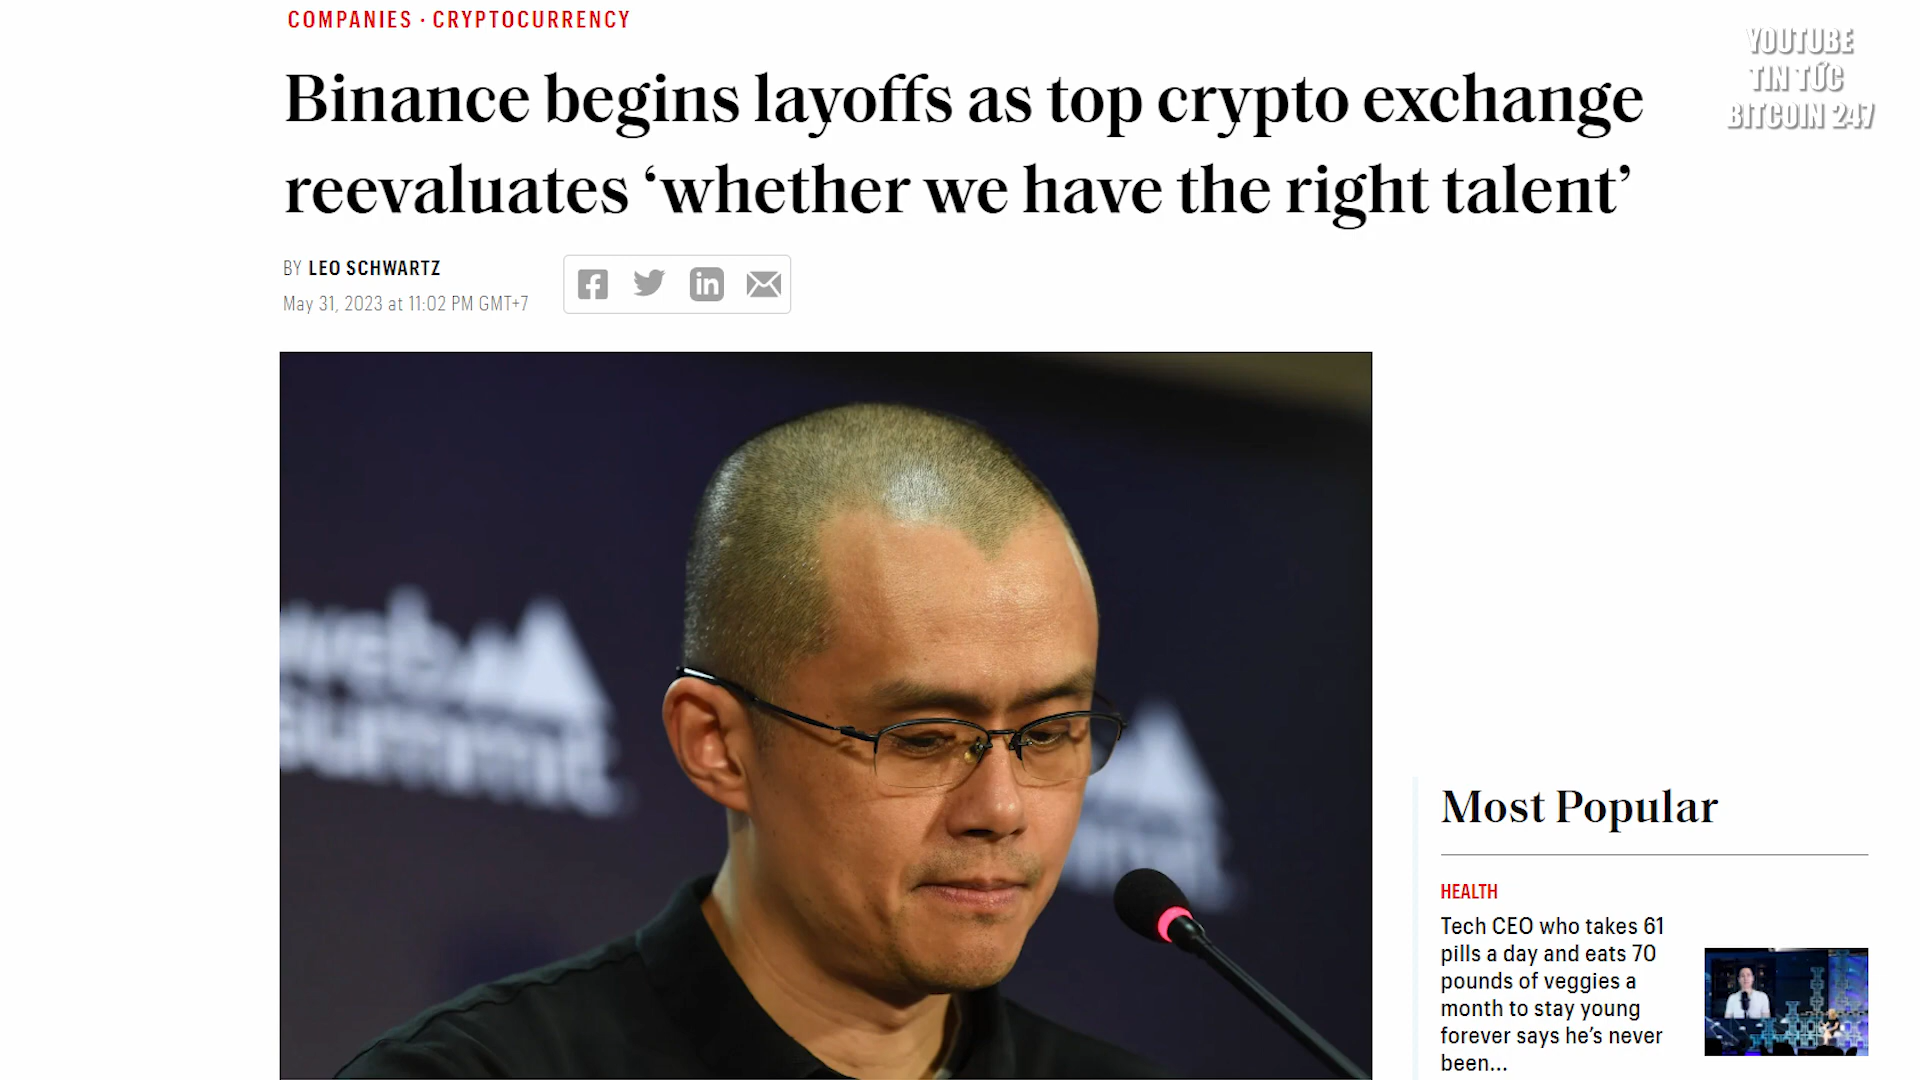 COMPANIES · CRYPTOCURRENCY
YOUTUBE
TIN TỨC
BITCOIN 247
Binance begins layoffs as top crypto exchange
reevaluates ‘whether we have the right talent’
BY LEO SCHWARTZ
May 31, 2023 at 11:02 PM GMT+7
web
summit
Most Popular
HEALTH
Tech CEO who takes 61
pills a day and eats 70
pounds of veggies a
month to stay young
forever says he’s never
been...